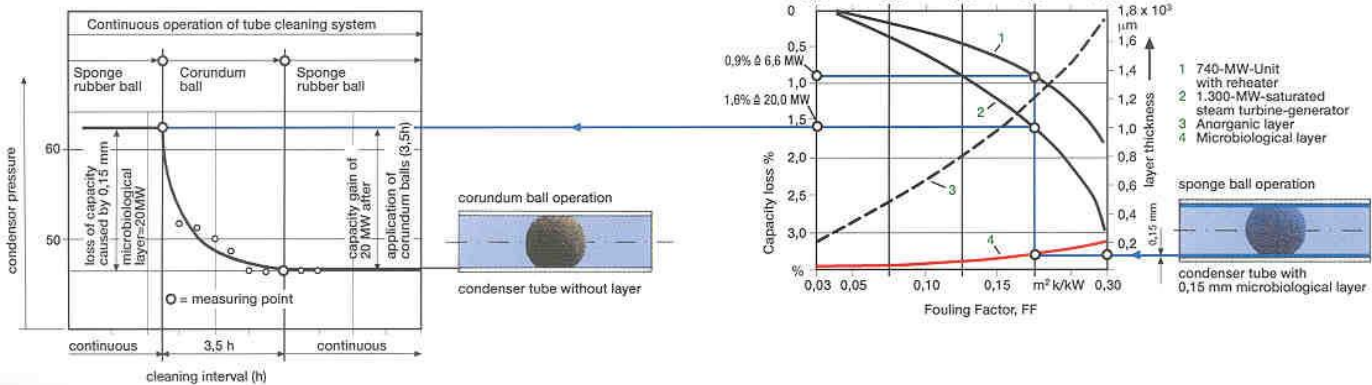 Continuous operation of tube cleaning system
Sponge
rubber ball
Corundum
ball
Sponge
rubber ball
condensor pressure
60
50
loss of capacity
caused by 0,15 mm
microbiological
layer=20MW
capacity gain of
20 MW after
application of
corundum balls (3,5h)
O = measuring point
continuous
3,5 h
continuous
cleaning interval (h)
corundum ball operation
condenser tube without layer
0
0,5
0,9% ≙ 6,6 MW
1,0
1,6% ≙ 20,0 MW
1,5
2,0
2,5
3,0
%
Capacity loss %
1
2
3
4
0,03
0,05
0,10
0,15
m² k/kW
0,30
Fouling Factor, FF
1,8 x 10³
μm
1,6
1,4
1,2
1,0
0,8
0,6
0,4
0,2
layer thickness
0,15 mm
1 740-MW-Unit
with reheater
2 1.300-MW-saturated
steam turbine-generator
3 Anorganic layer
4 Microbiological layer
sponge ball operation
condenser tube with
0,15 mm microbiological layer